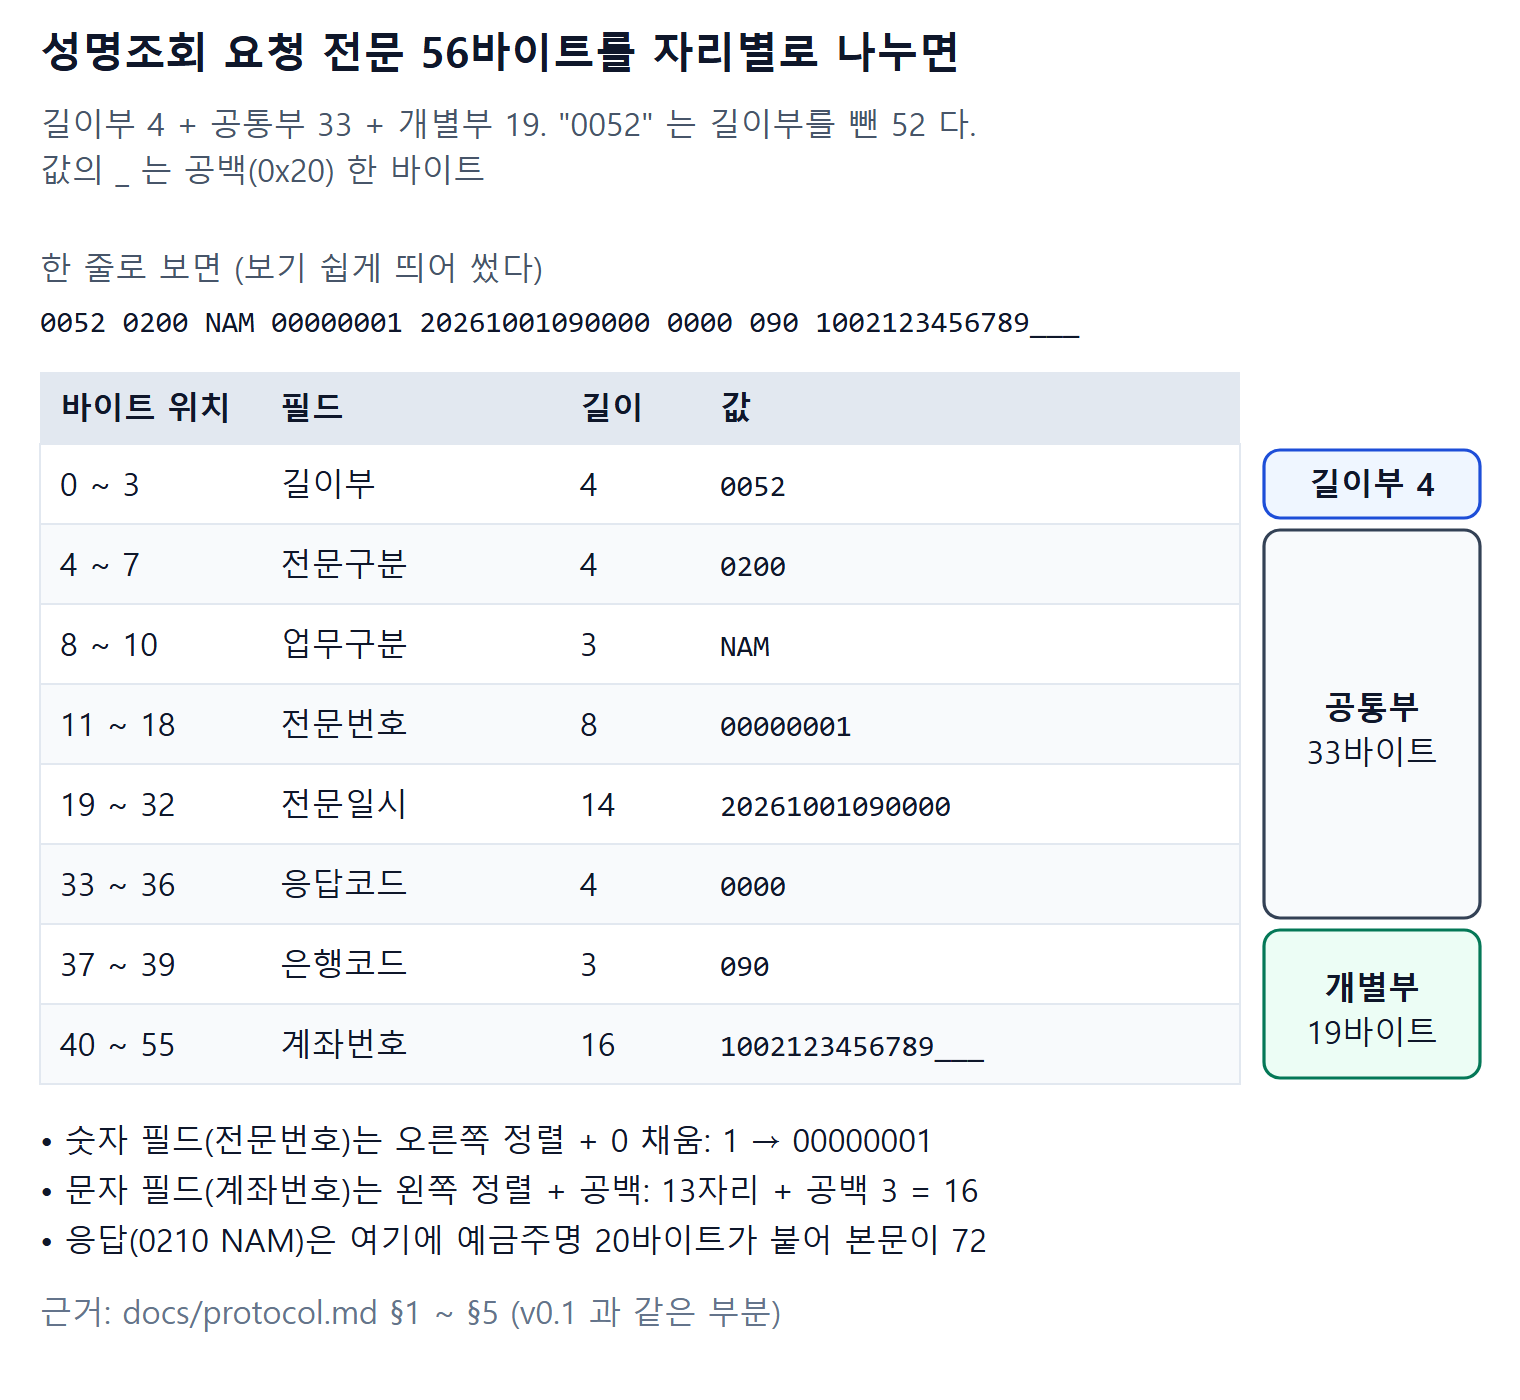 성명조회 요청 전문 56바이트를 자리별로 나누면
길이부 4 + 공통부 33 + 개별부 19. "0052" 는 길이부를 뺀 52 다.
값의 _ 는 공백(0x20) 한 바이트
한 줄로 보면 (보기 쉽게 띄어 썼다)
0052 0200 NAM 00000001 20261001090000 0000 090 1002123456789___
바이트 위치 필드 길이 값
0 ~ 3 길이부 4 0052
길이부 4
4 ~ 7 전문구분 4 0200
8 ~ 10 업무구분 3 NAM
11 ~ 18 전문번호 8 00000001
공통부
33바이트
19 ~ 32 전문일시 14 20261001090000
33 ~ 36 응답코드 4 0000
37 ~ 39 은행코드 3 090
개별부
19바이트
40 ~ 55 계좌번호 16 1002123456789___
• 숫자 필드(전문번호)는 오른쪽 정렬 + 0 채움: 1 → 00000001
• 문자 필드(계좌번호)는 왼쪽 정렬 + 공백: 13자리 + 공백 3 = 16
• 응답(0210 NAM)은 여기에 예금주명 20바이트가 붙어 본문이 72
근거: docs/protocol.md §1 ~ §5 (v0.1 과 같은 부분)